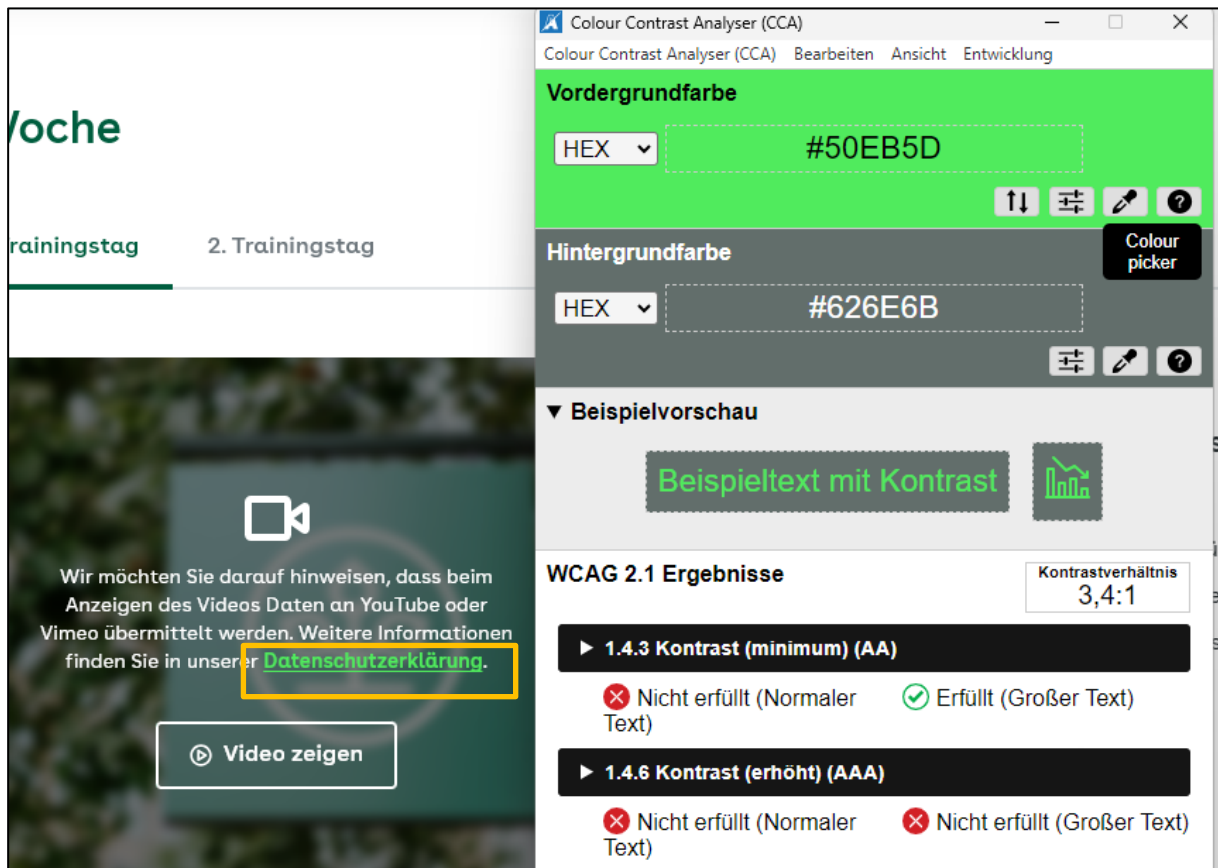 Woche
rainingstag
2. Trainingstag
Wir möchten Sie darauf hinweisen, dass beim
Anzeigen des Videos Daten an YouTube oder
Vimeo übermittelt werden. Weitere Informationen
finden Sie in unserer Datenschutzerklärung.
Video zeigen
Colour Contrast Analyser (CCA)
Colour Contrast Analyser (CCA) Bearbeiten Ansicht Entwicklung
Vordergrundfarbe
HEX
#50EB5D
Hintergrundfarbe
Colour
picker
HEX
#626E6B
▼ Beispielvorschau
Beispieltext mit Kontrast
WCAG 2.1 Ergebnisse
Kontrastverhältnis
3,4:1
▶ 1.4.3 Kontrast (minimum) (AA)
Nicht erfüllt (Normaler
Text)
Erfüllt (Großer Text)
▶ 1.4.6 Kontrast (erhöht) (AAA)
Nicht erfüllt (Normaler
Text)
Nicht erfüllt (Großer Text)